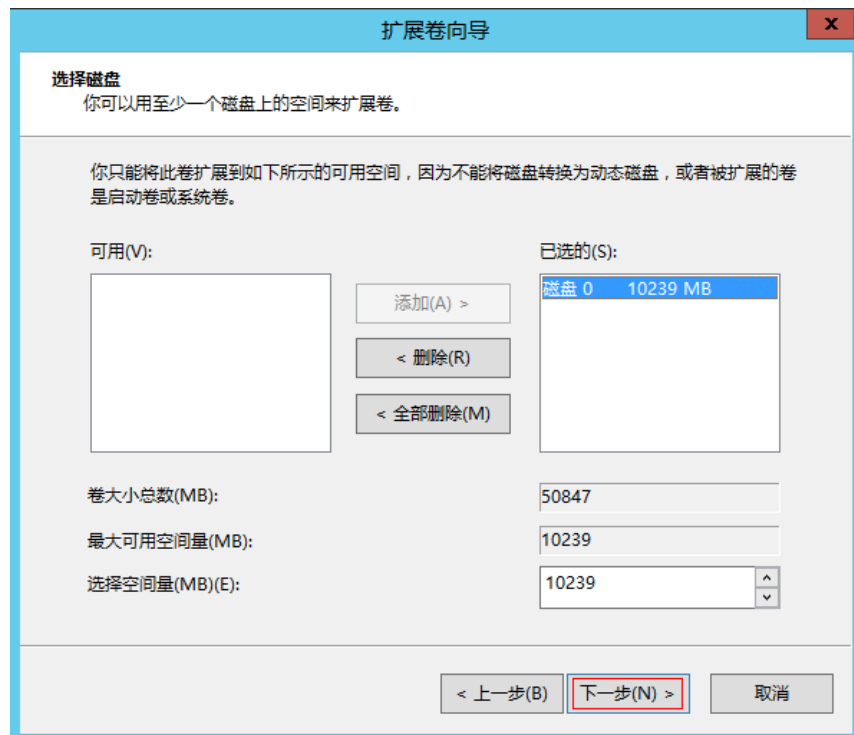 扩展卷向导
x
选择磁盘
你可以用至少一个磁盘上的空间来扩展卷。
你只能将此卷扩展到如下所示的可用空间，因为不能将磁盘转换为动态磁盘，或者被扩展的卷
是启动卷或系统卷。
可用(V):
已选的(S):
添加(A) >
磁盘 0 10239 MB
< 删除(R)
< 全部删除(M)
卷大小总数(MB):
50847
最大可用空间量(MB):
10239
选择空间量(MB)(E):
10239
< 上一步(B)
下一步(N) >
取消